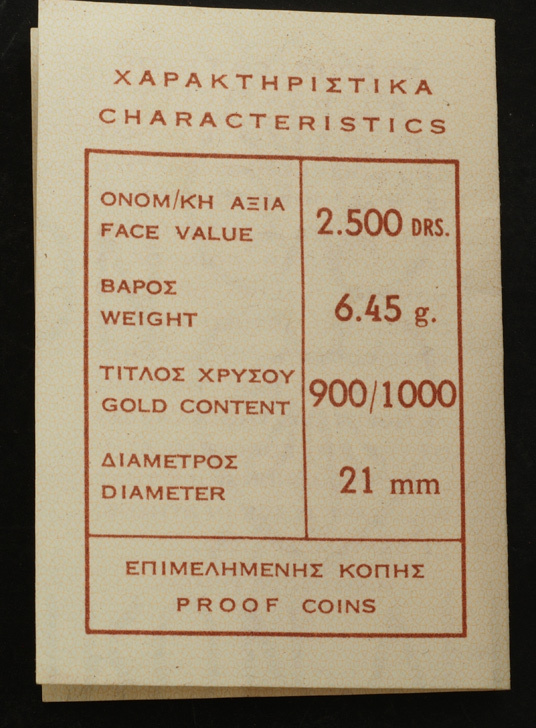 ΧΑΡΑΚΤΗΡΙΣΤΙΚΑ
CHARACTERISTICS
ΟΝΟΜ/ΚΗ ΑΞΙΑ
FACE VALUE
2.500 DRS.
ΒΑΡΟΣ
WEIGHT
6.45 g.
ΤΙΤΛΟΣ ΧΡΥΣΟΥ
GOLD CONTENT
900/1000
ΔΙΑΜΕΤΡΟΣ
DIAMETER
21 mm
ΕΠΙΜΕΛΗΜΕΝΗΣ ΚΟΠΗΣ
PROOF COINS